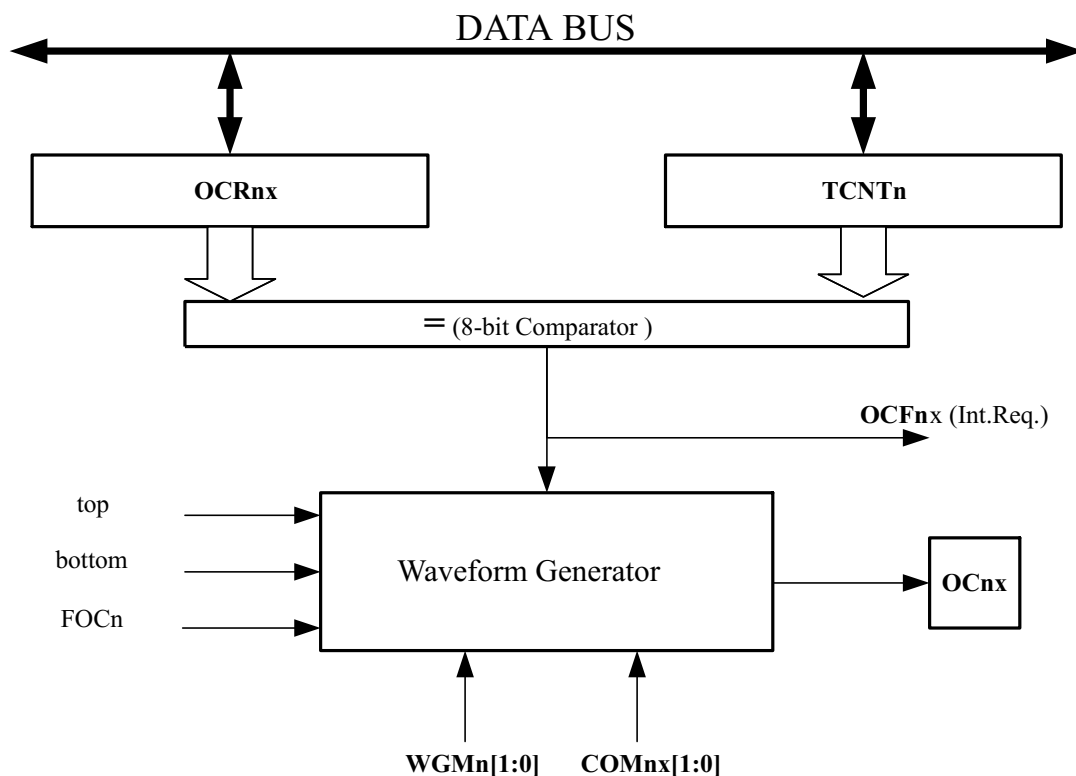 DATA BUS
OCRnx
TCNTn
= (8-bit Comparator )
OCFnx (Int.Req.)
top
bottom
FOCn
Waveform Generator
OCnx
WGMn[1:0]
COMnx[1:0]